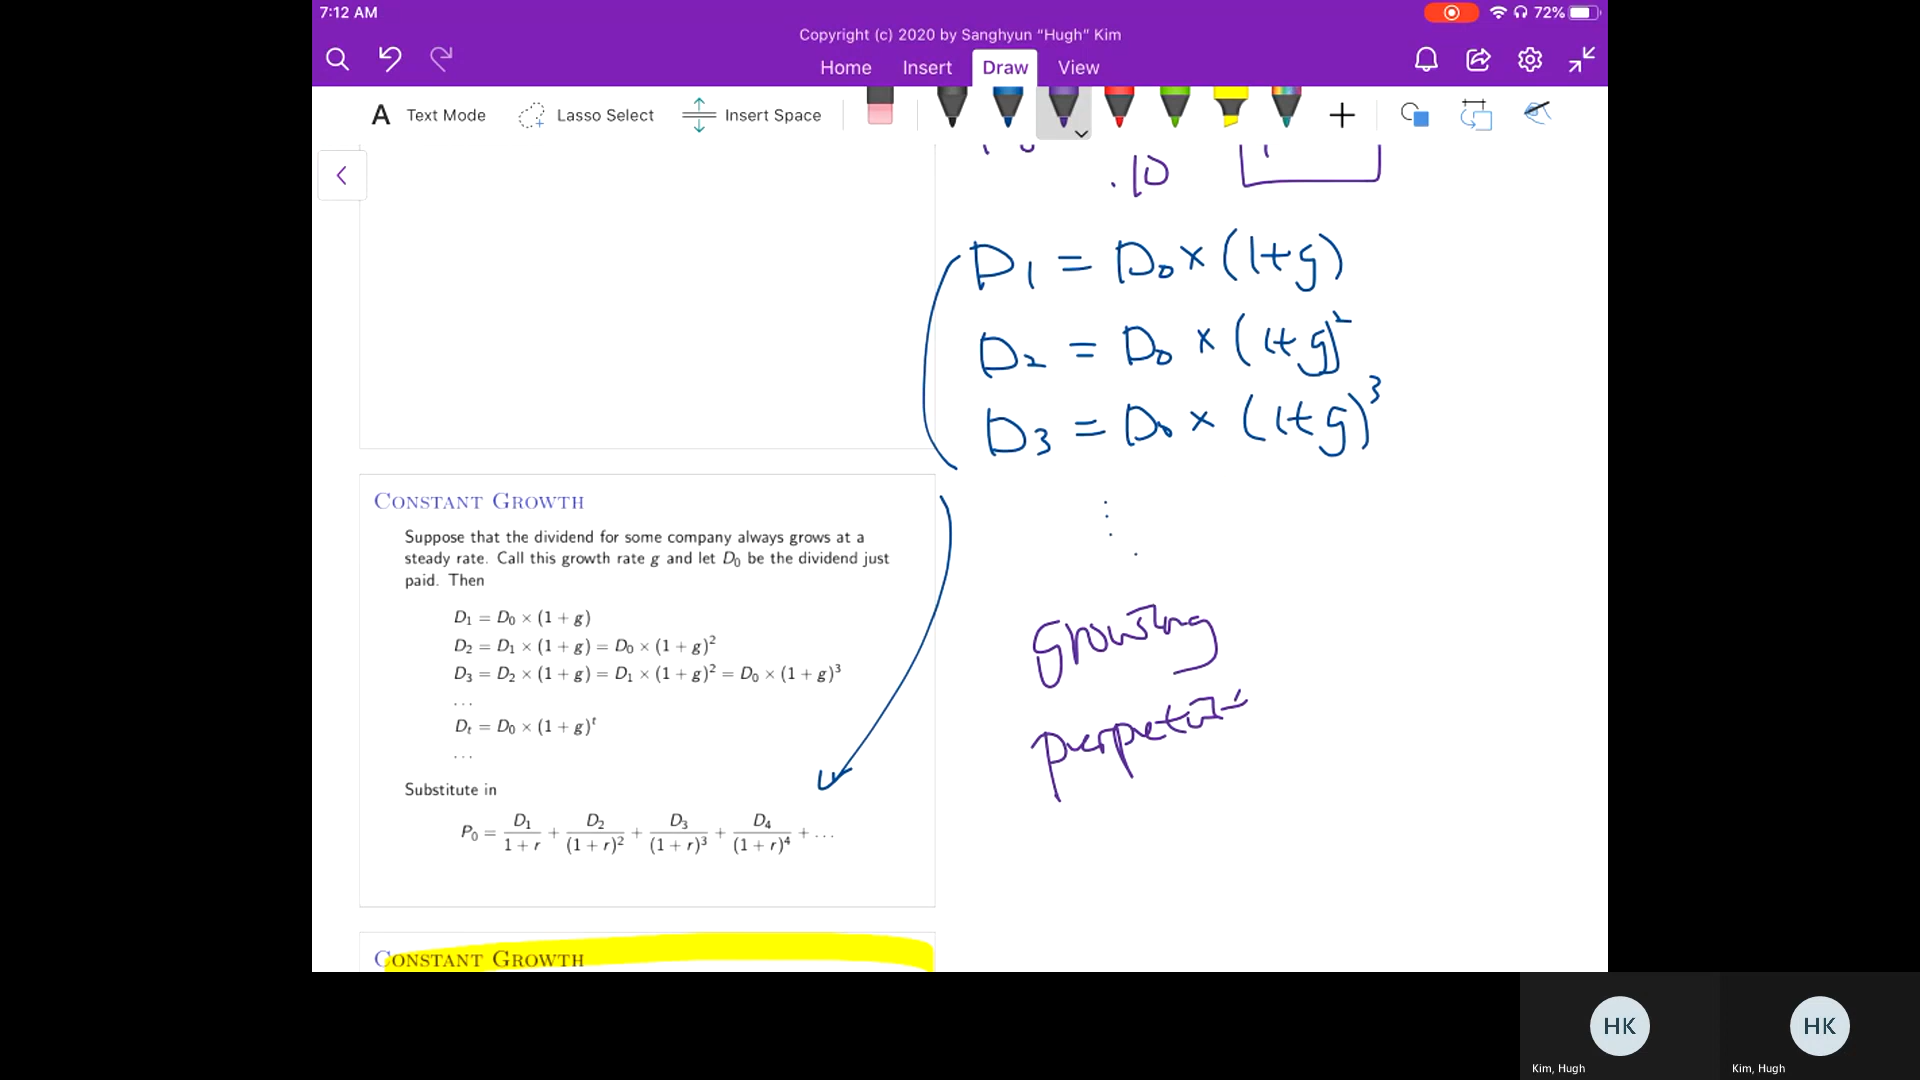 7:12 AM
72%
Copyright (c) 2020 by Sanghyun "Hugh" Kim
Home Insert Draw View
A Text Mode Lasso Select Insert Space
.10
D₁ = D₀ × (1+g)
D₂ = D₀ × (1+g)²
D₃ = D₀ × (1+g)³
⋮
growing
CONSTANT GROWTH
Suppose that the dividend for some company always grows at a
steady rate. Call this growth rate g and let D₀ be the dividend just
paid. Then
D₁ = D₀ × (1 + g)
D₂ = D₁ × (1 + g) = D₀ × (1 + g)²
D₃ = D₂ × (1 + g) = D₁ × (1 + g)² = D₀ × (1 + g)³
...
Dₜ = D₀ × (1 + g)ᵗ
...
Substitute in
P₀ = D₁/(1 + r) + D₂/(1 + r)² + D₃/(1 + r)³ + D₄/(1 + r)⁴ + ...
CONSTANT GROWTH
HK HK
Kim, Hugh Kim, Hugh